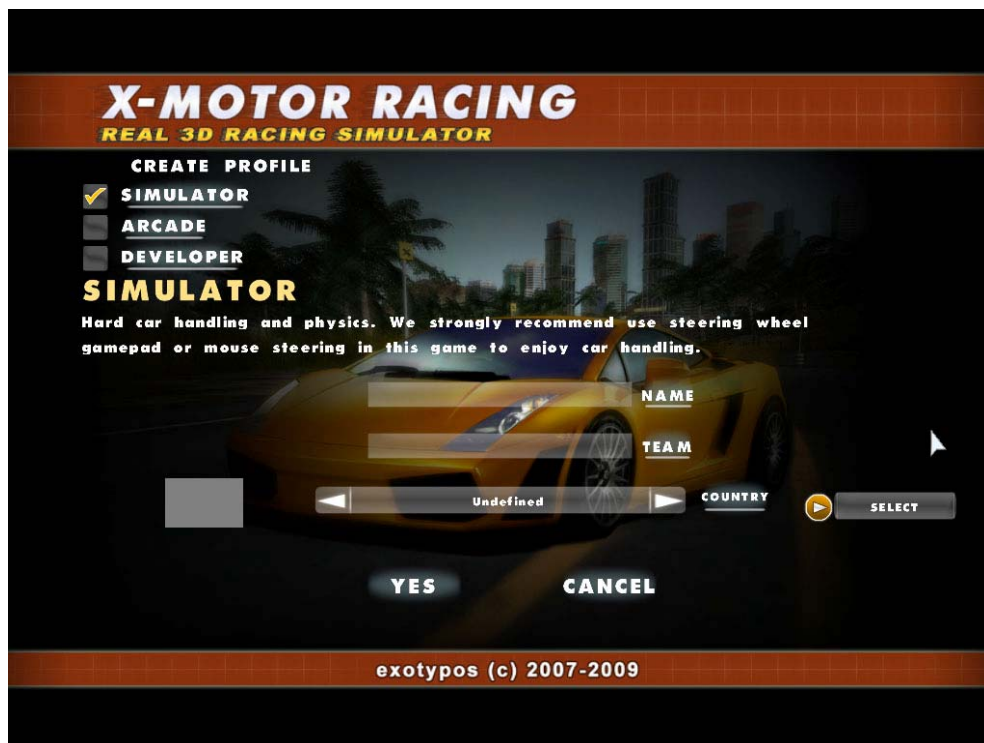 X-MOTOR RACING
REAL 3D RACING SIMULATOR
CREATE PROFILE
SIMULATOR
ARCADE
DEVELOPER
SIMULATOR
Hard car handling and physics. We strongly recommend use steering wheel
gamepad or mouse steering in this game to enjoy car handling.
NAME
TEAM
Undefined
COUNTRY
SELECT
YES
CANCEL
exotypos (c) 2007-2009